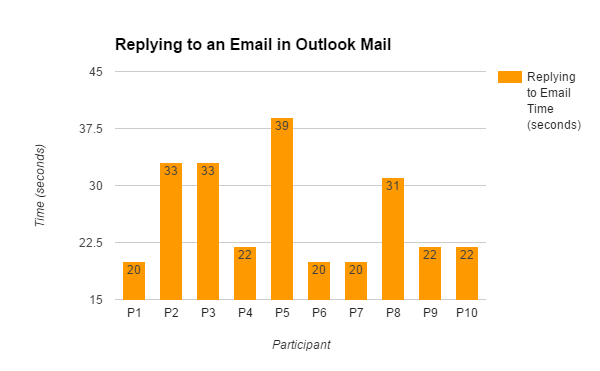 Replying to an Email in Outlook Mail
45
37.5
30
22.5
15
Time (seconds)
20
33
33
22
39
20
20
31
22
22
P1 P2 P3 P4 P5 P6 P7 P8 P9 P10
Participant
Replying
to Email
Time
(seconds)